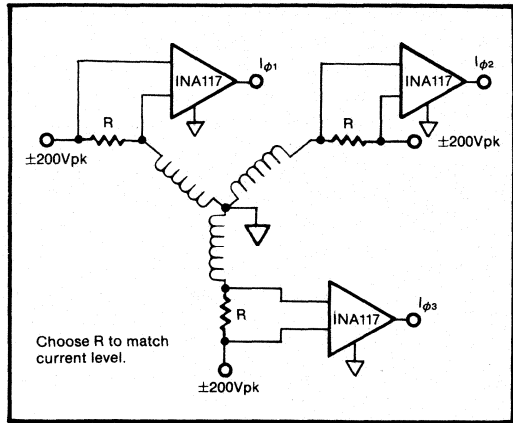 INA117
Iϕ1
R
±200Vpk
INA117
Iϕ2
R
±200Vpk
R
INA117
Iϕ3
±200Vpk
Choose R to match
current level.